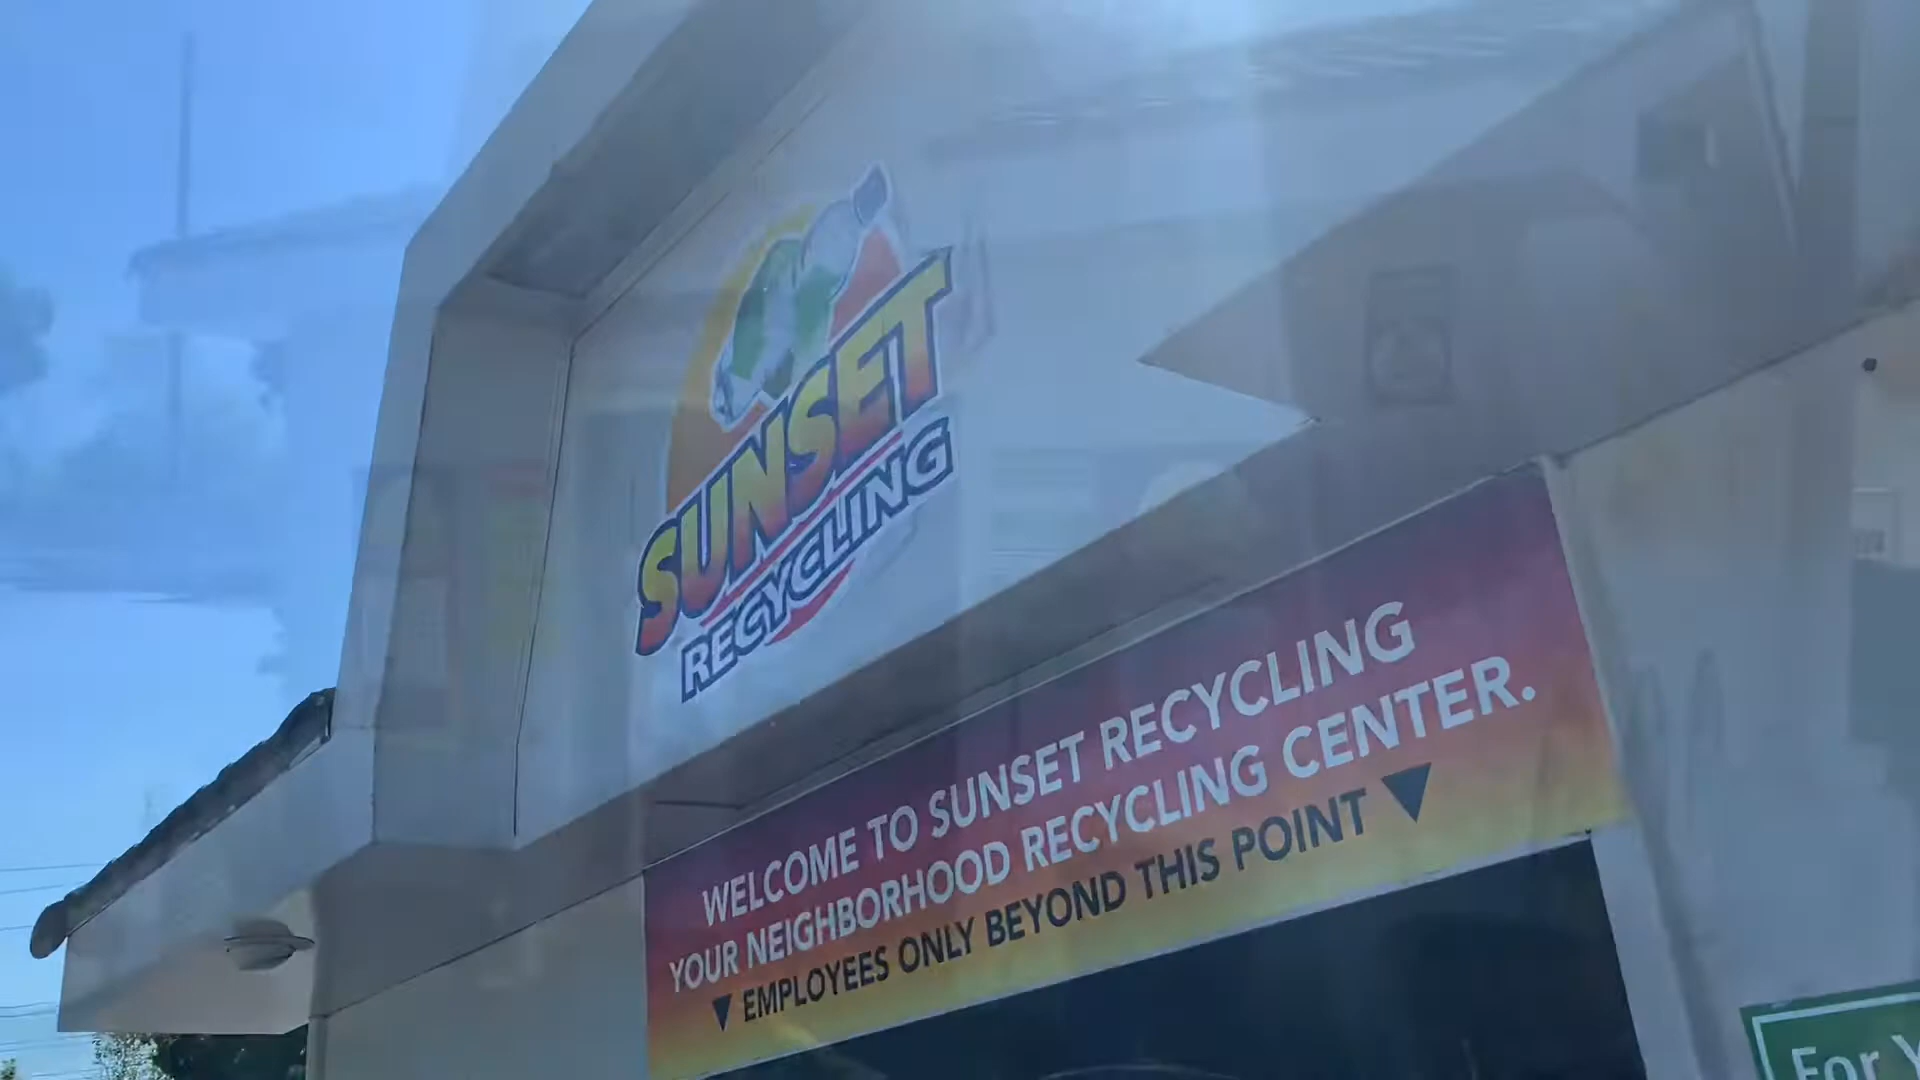 SUNSET
RECYCLING
WELCOME TO SUNSET RECYCLING
YOUR NEIGHBORHOOD RECYCLING CENTER.
▼ EMPLOYEES ONLY BEYOND THIS POINT ▼
For